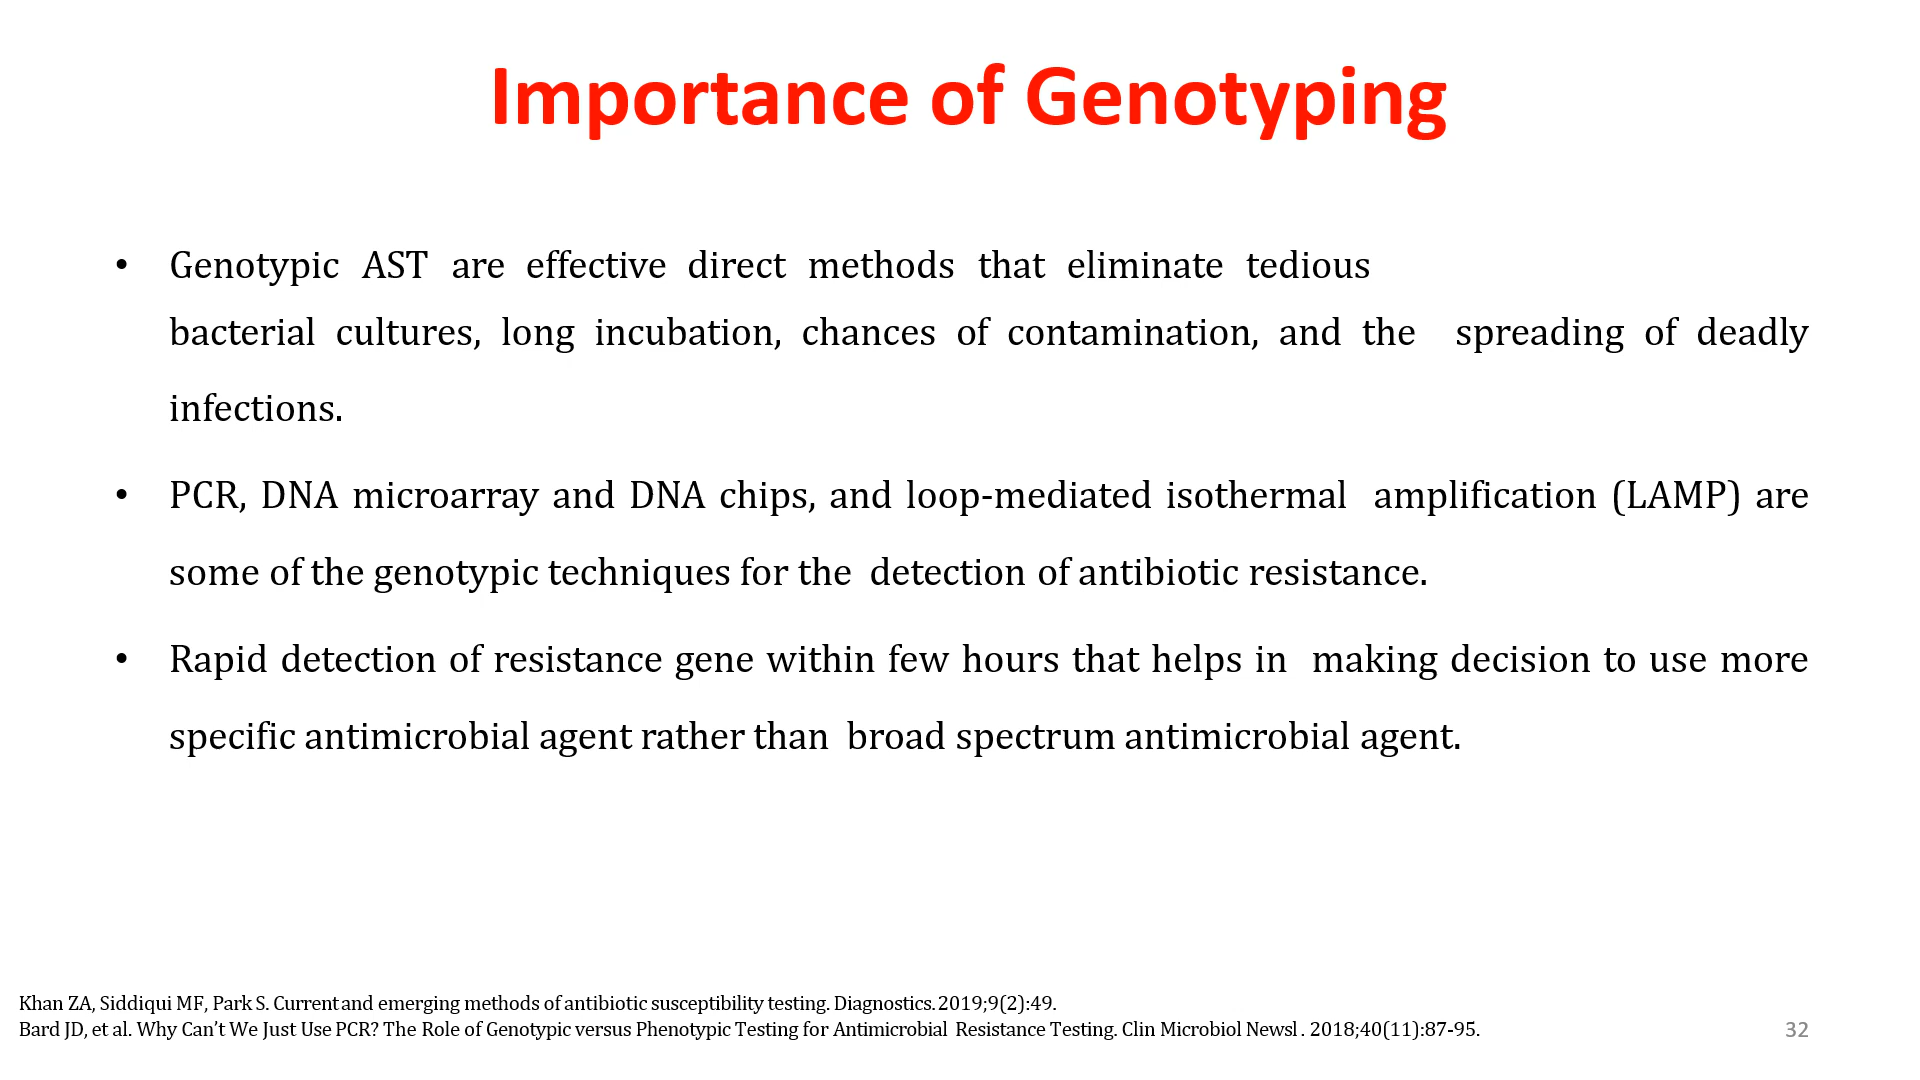 Importance of Genotyping
• Genotypic AST are effective direct methods that eliminate tedious
bacterial cultures, long incubation, chances of contamination, and the spreading of deadly
infections.
• PCR, DNA microarray and DNA chips, and loop-mediated isothermal amplification (LAMP) are
some of the genotypic techniques for the detection of antibiotic resistance.
• Rapid detection of resistance gene within few hours that helps in making decision to use more
specific antimicrobial agent rather than broad spectrum antimicrobial agent.
Khan ZA, Siddiqui MF, Park S. Current and emerging methods of antibiotic susceptibility testing. Diagnostics. 2019;9(2):49.
Bard JD, et al. Why Can’t We Just Use PCR? The Role of Genotypic versus Phenotypic Testing for Antimicrobial Resistance Testing. Clin Microbiol Newsl . 2018;40(11):87-95.
32